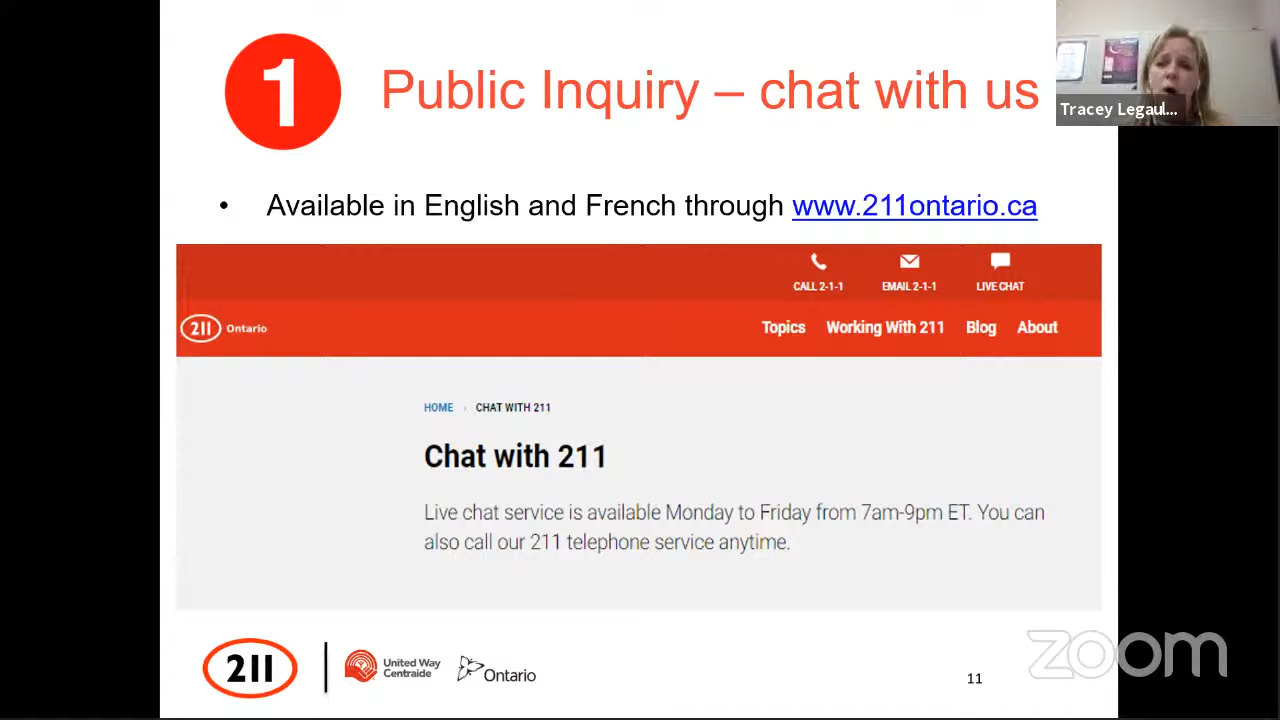 1
Public Inquiry – chat with us
Tracey Legaul...
• Available in English and French through www.211ontario.ca
CALL 2-1-1
EMAIL 2-1-1
LIVE CHAT
211 Ontario
Topics
Working With 211
Blog
About
HOME › CHAT WITH 211
Chat with 211
Live chat service is available Monday to Friday from 7am-9pm ET. You can
also call our 211 telephone service anytime.
211
United Way
Centraide
Ontario
11
zoom